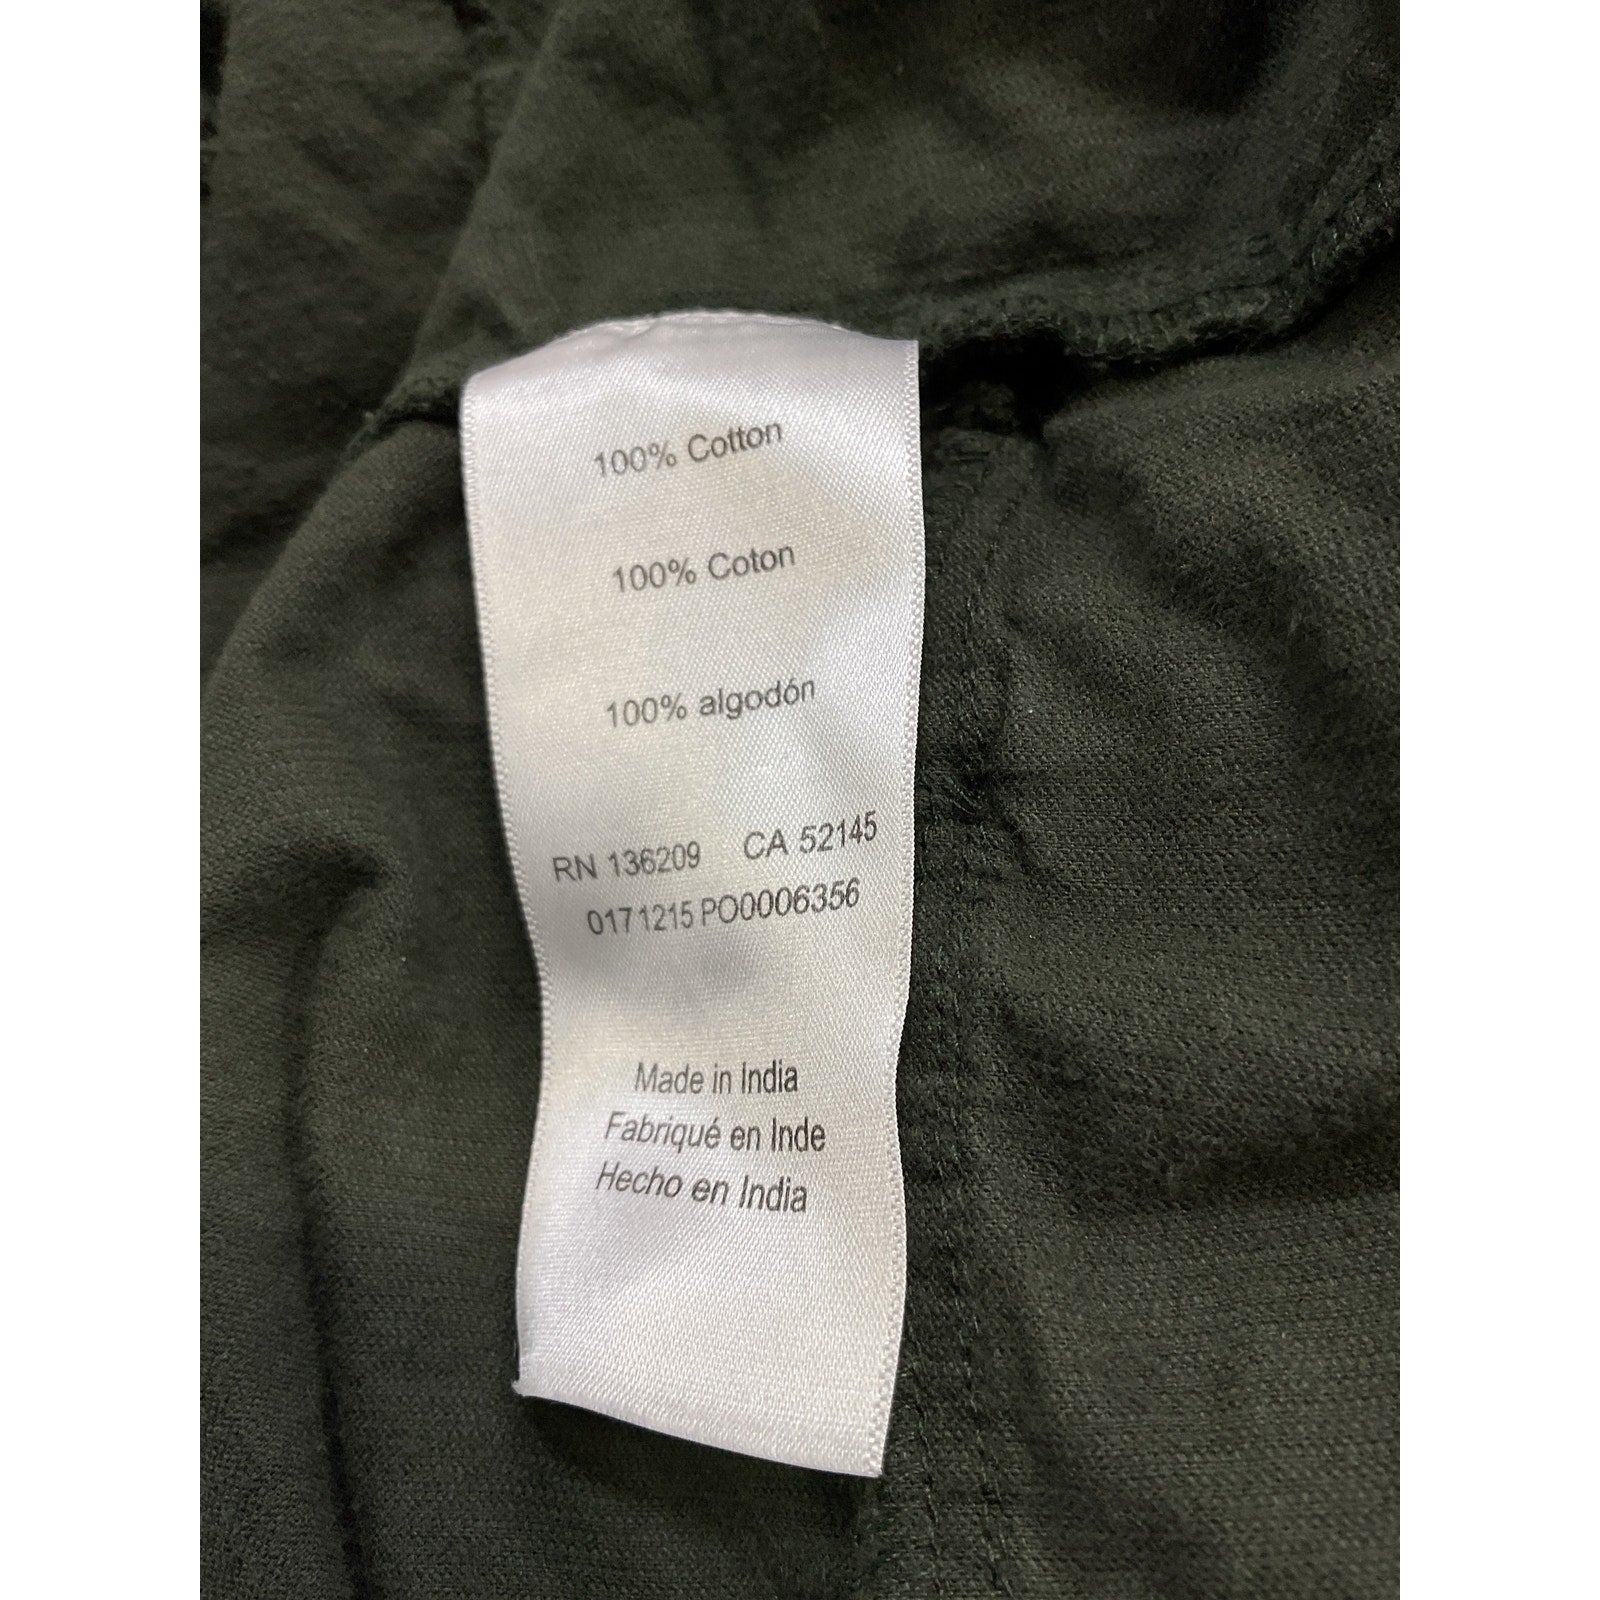 100% Cotton
100% Coton
100% algodón
RN 136209 CA 52145
0171215 PO0006356
Made in India
Fabriqué en Inde
Hecho en India